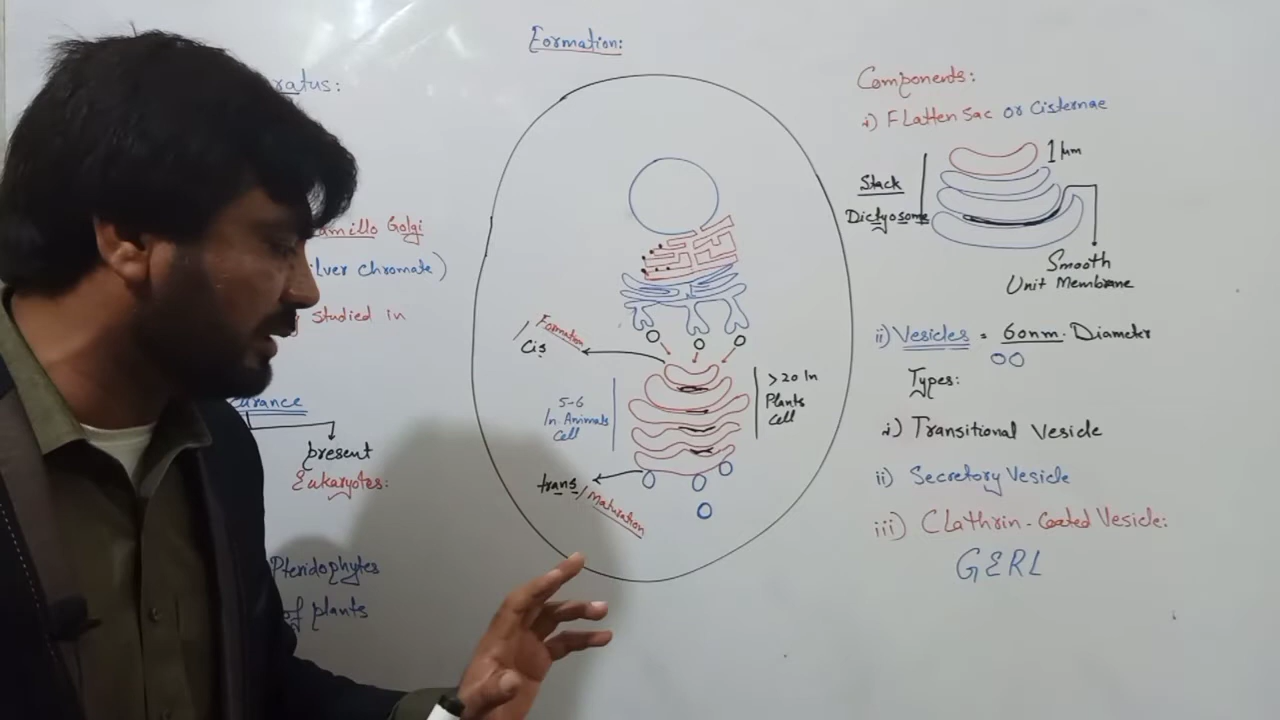 ratus:
amillo Golgi
ilver chromate)
studied in
arance
present
Eukaryotes:
Pteridophytes
of plants
Formation:
Formation
/ Cis
5-6
In Animals
Cell
>20 In
Plants
Cell
trans / Maturation
Components:
i) Flatten Sac or Cisternae
1 μm
Stack
Dictyosome
Smooth
Unit Membrane
ii) Vesicles = 60nm. Diameter
Types:
i) Transitional Vesicle
ii) Secretory Vesicle
iii) Clathrin-Coated Vesicle:
GERL